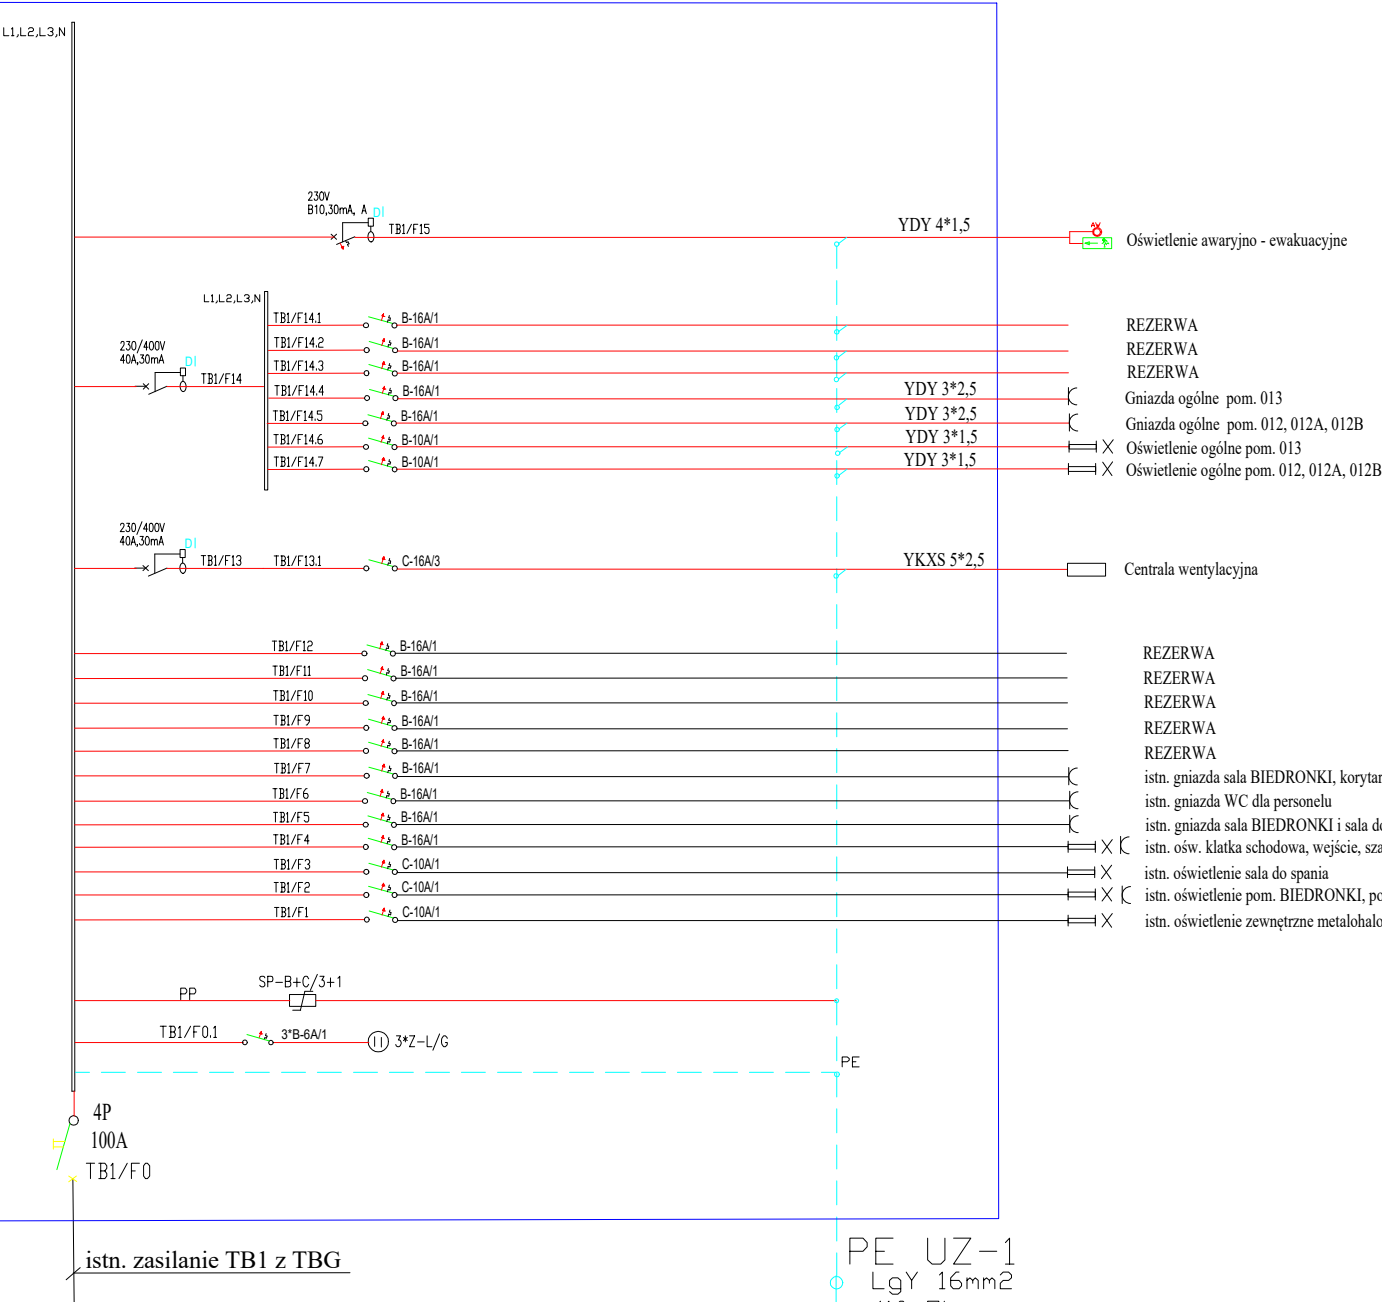 L1,L2,L3,N
230V
B10,30mA, A
DI
TB1/F15
YDY 4*1,5
AW
Oświetlenie awaryjno - ewakuacyjne
L1,L2,L3,N
230/400V
40A,30mA
DI
TB1/F14
TB1/F14.1 B-16A/1 REZERWA
TB1/F14.2 B-16A/1 REZERWA
TB1/F14.3 B-16A/1 REZERWA
TB1/F14.4 B-16A/1 YDY 3*2,5 Gniazda ogólne pom. 013
TB1/F14.5 B-16A/1 YDY 3*2,5 Gniazda ogólne pom. 012, 012A, 012B
TB1/F14.6 B-10A/1 YDY 3*1,5 Oświetlenie ogólne pom. 013
TB1/F14.7 B-10A/1 YDY 3*1,5 Oświetlenie ogólne pom. 012, 012A, 012B
230/400V
40A,30mA
DI
TB1/F13 TB1/F13.1 C-16A/3 YKXS 5*2,5 Centrala wentylacyjna
TB1/F12 B-16A/1 REZERWA
TB1/F11 B-16A/1 REZERWA
TB1/F10 B-16A/1 REZERWA
TB1/F9 B-16A/1 REZERWA
TB1/F8 B-16A/1 REZERWA
TB1/F7 B-16A/1 istn. gniazda sala BIEDRONKI, korytar
TB1/F6 B-16A/1 istn. gniazda WC dla personelu
TB1/F5 B-16A/1 istn. gniazda sala BIEDRONKI i sala do
TB1/F4 B-16A/1 istn. ośw. klatka schodowa, wejście, sza
TB1/F3 C-10A/1 istn. oświetlenie sala do spania
TB1/F2 C-10A/1 istn. oświetlenie pom. BIEDRONKI, po
TB1/F1 C-10A/1 istn. oświetlenie zewnętrzne metalohalo
PP SP-B+C/3+1
TB1/F0.1 3*B-6A/1 3*Z-L/G
PE
4P
100A
TB1/F0
istn. zasilanie TB1 z TBG
PE UZ-1
LgY 16mm2